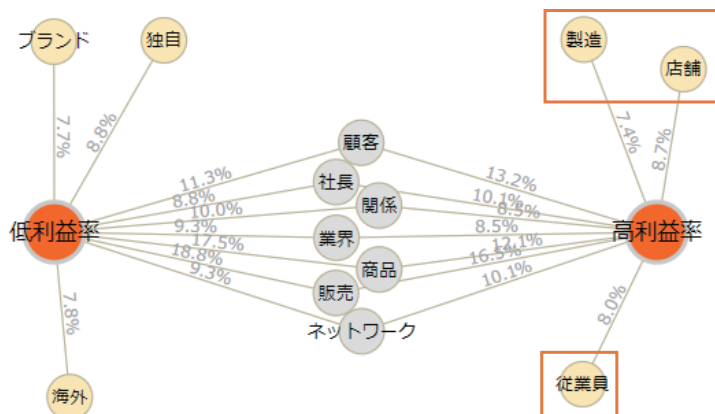 ブランド
独自
製造
店舗
7.7%
8.8%
7.4%
8.7%
顧客
11.3%
13.2%
社長
8.8%
10.1%
関係
10.0%
8.5%
低利益率
9.3%
業界
8.5%
高利益率
17.5%
商品
12.1%
18.8%
販売
16.5%
9.3%
ネットワーク
10.1%
7.8%
8.0%
海外
従業員